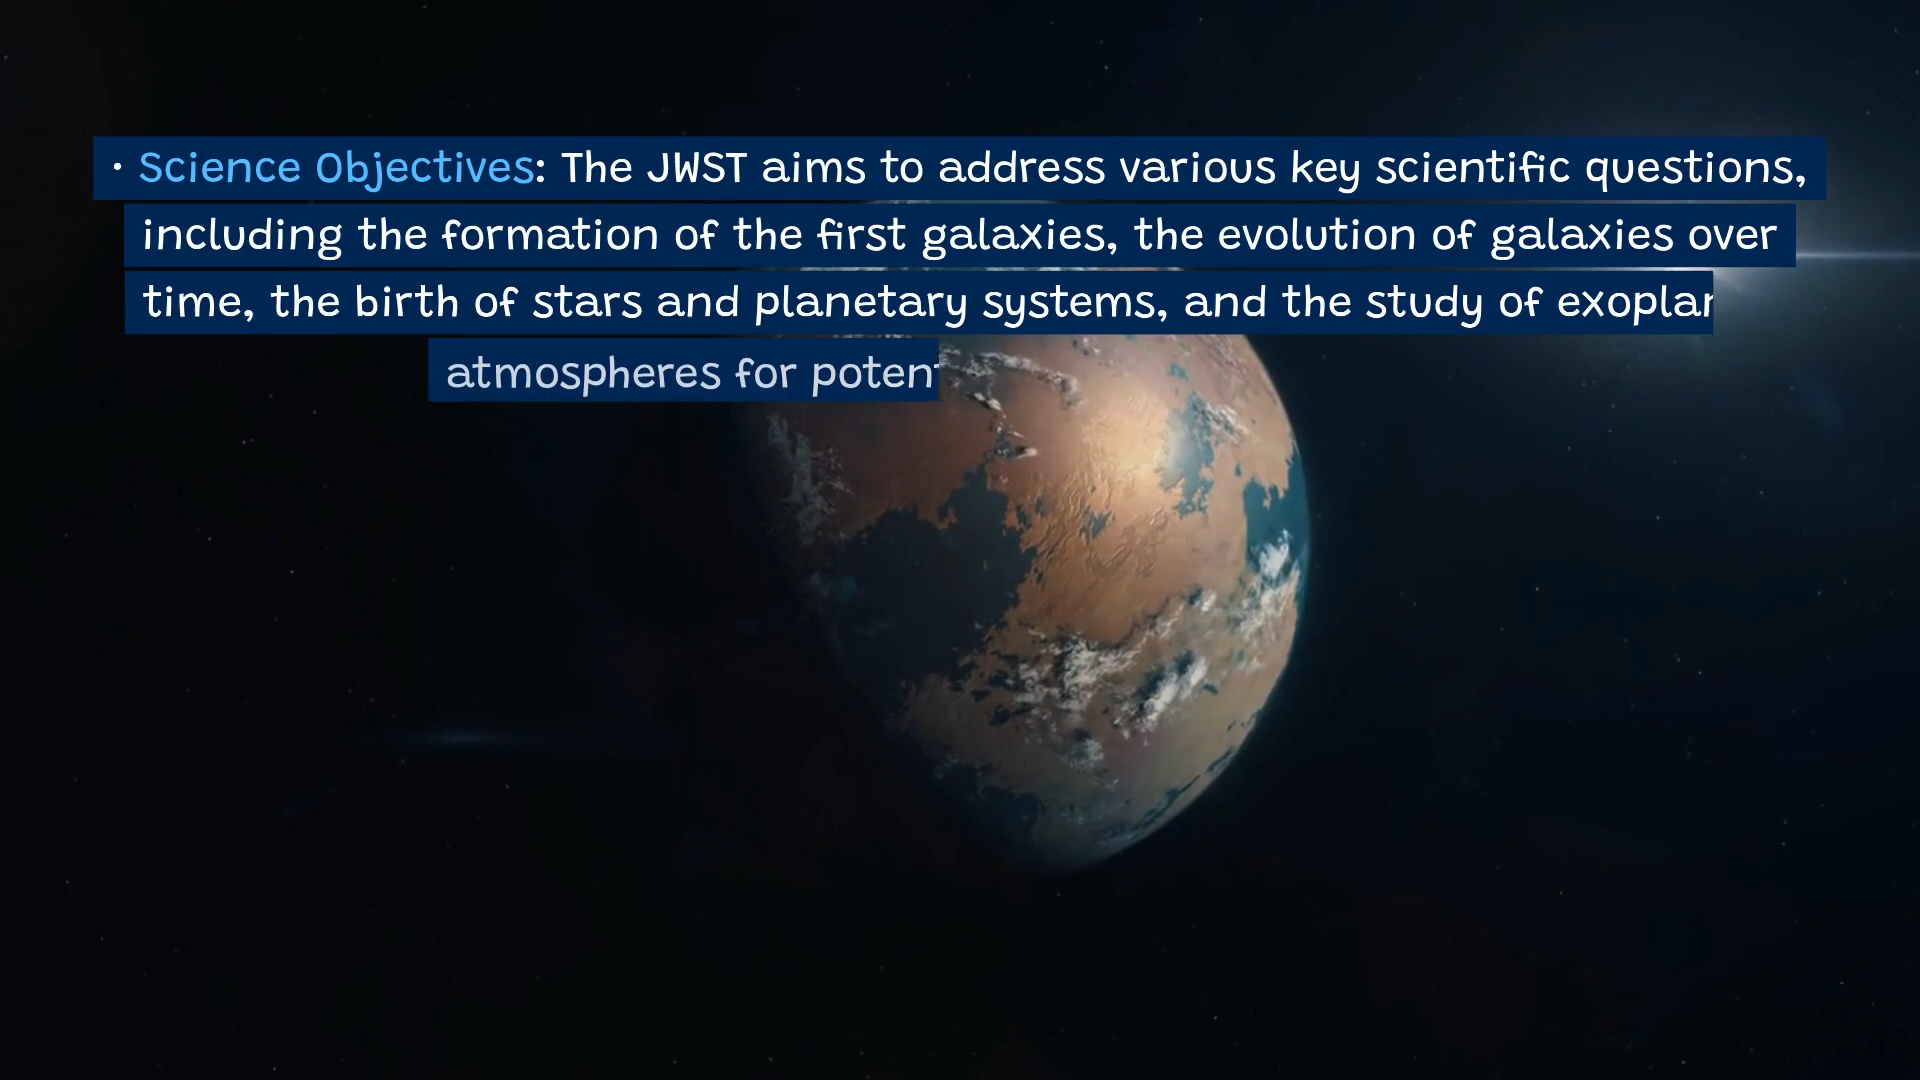 · Science Objectives: The JWST aims to address various key scientific questions,
including the formation of the first galaxies, the evolution of galaxies over
time, the birth of stars and planetary systems, and the study of
atmospheres for